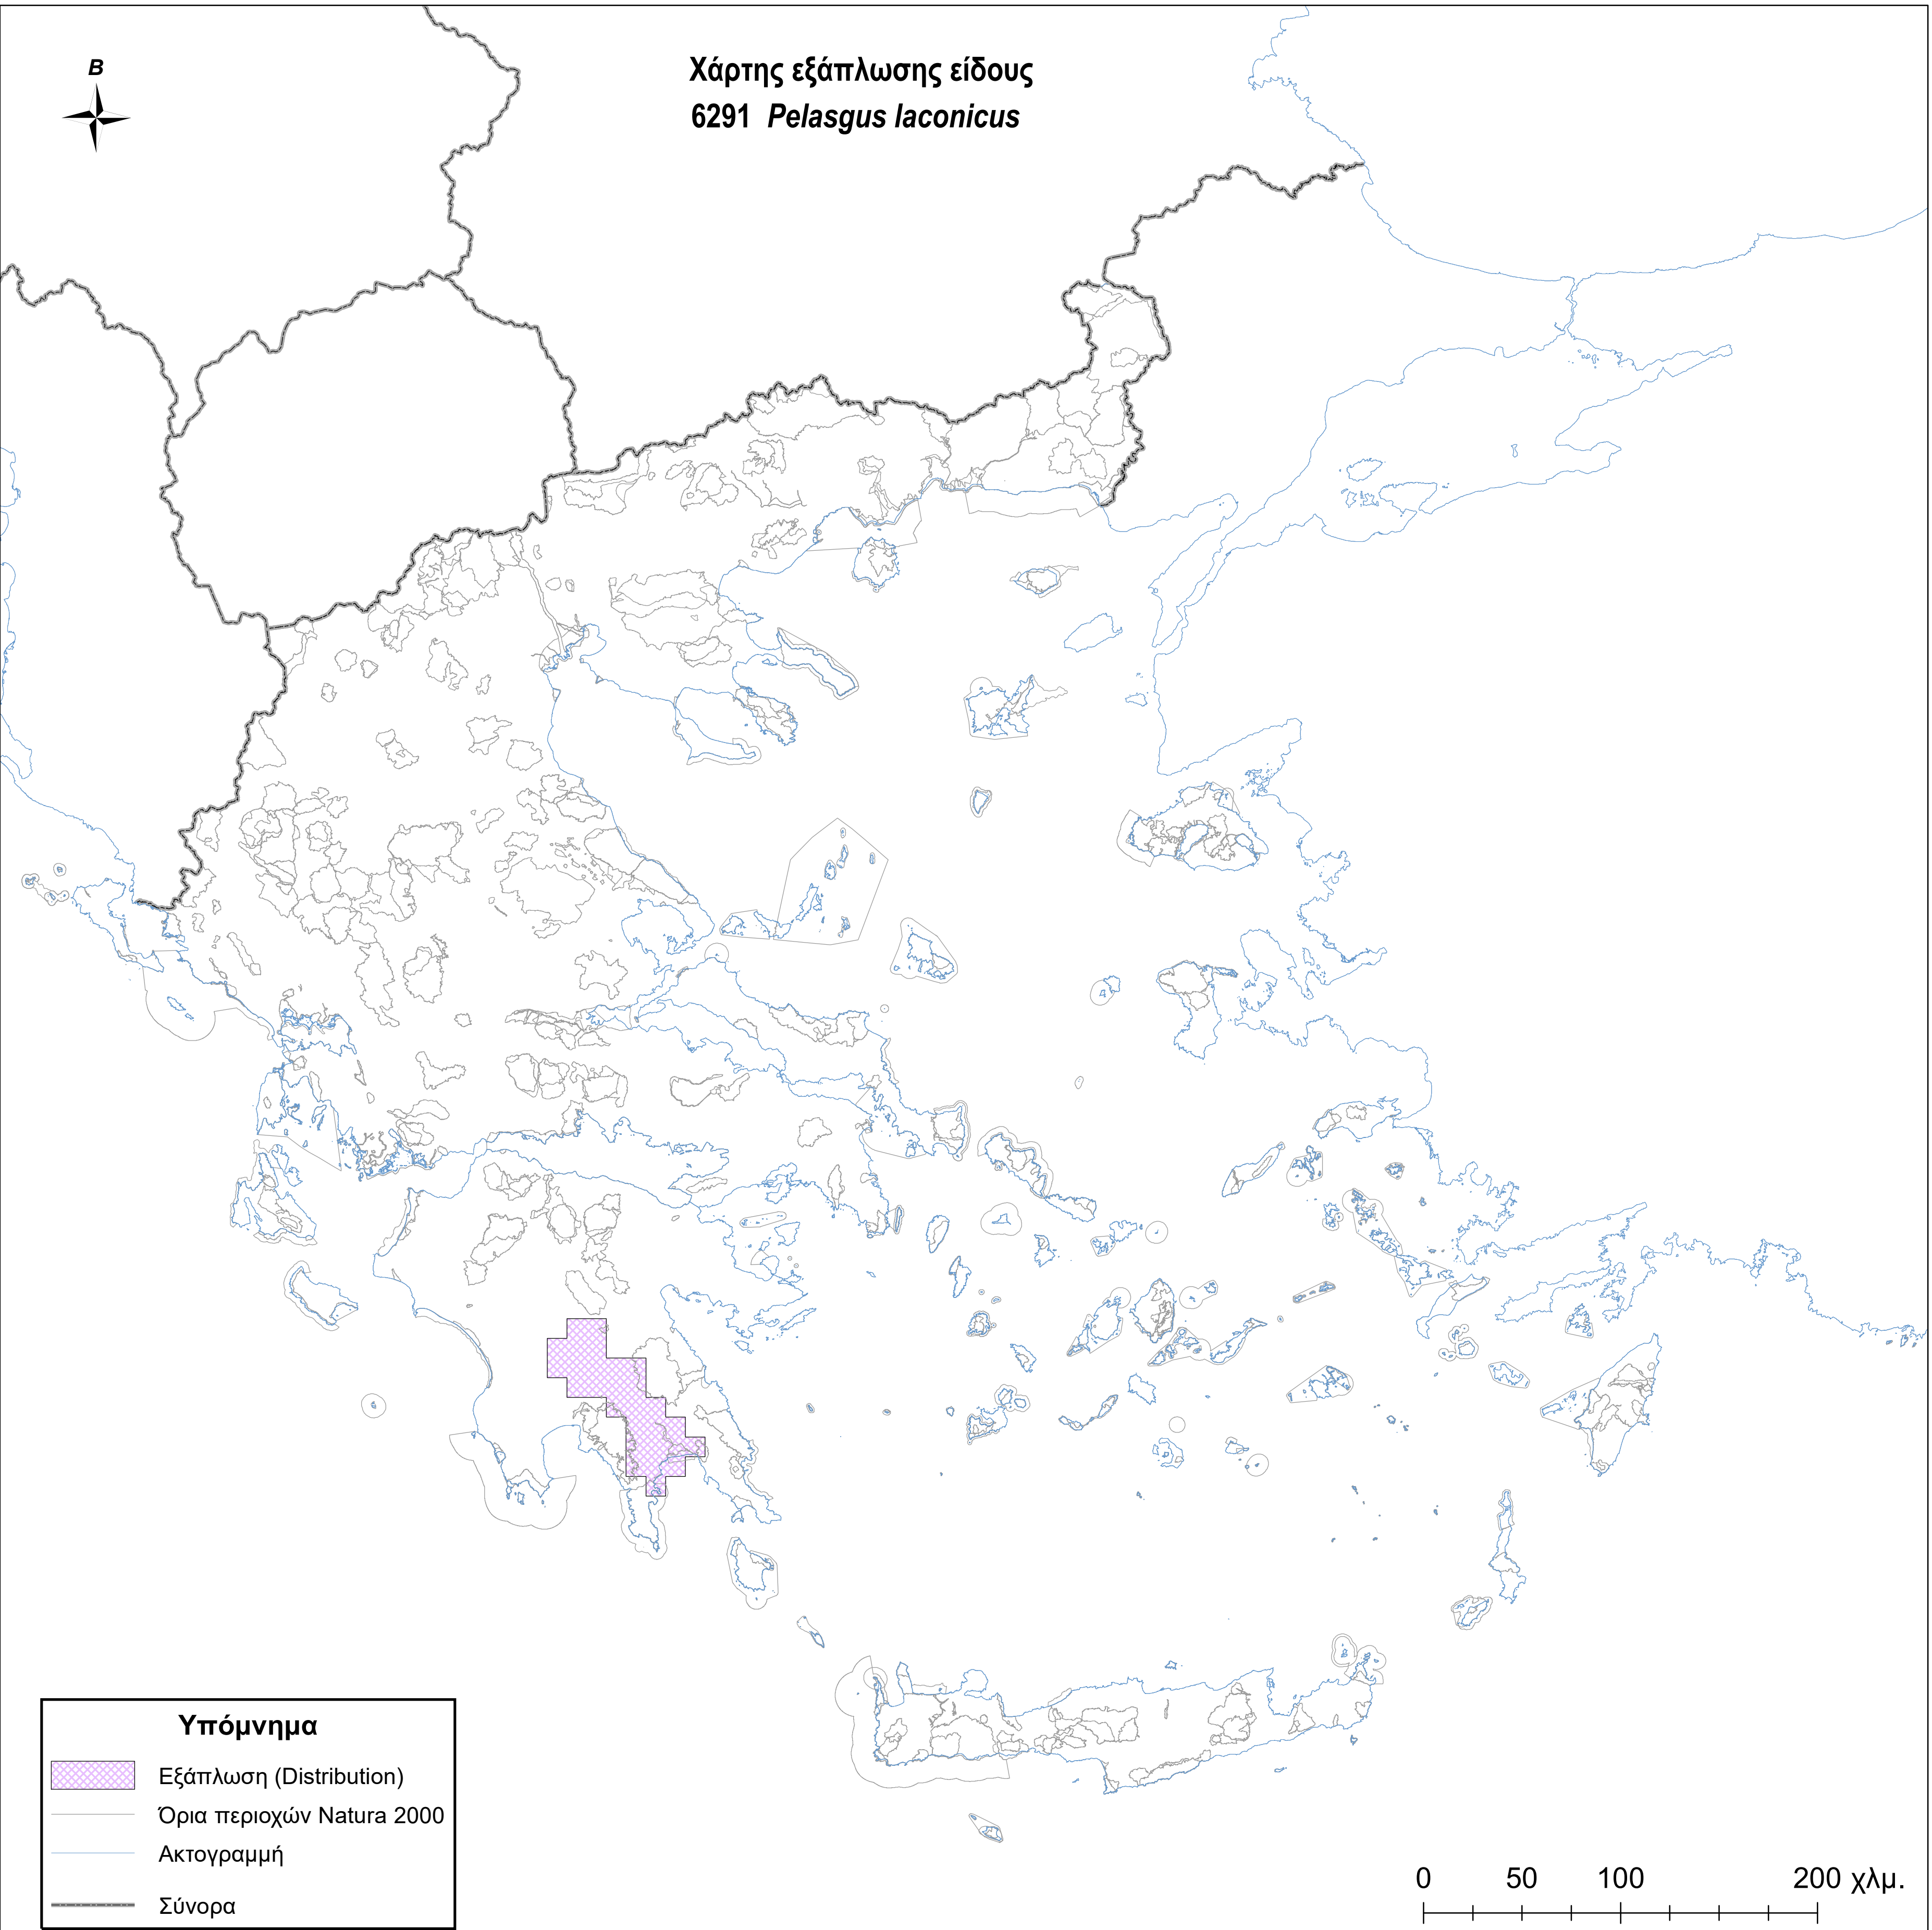 Β
Χάρτης εξάπλωσης είδους
6291 Pelasgus laconicus
Υπόμνημα
Εξάπλωση (Distribution)
Όρια περιοχών Natura 2000
Ακτογραμμή
Σύνορα
0 50 100 200 χλμ.